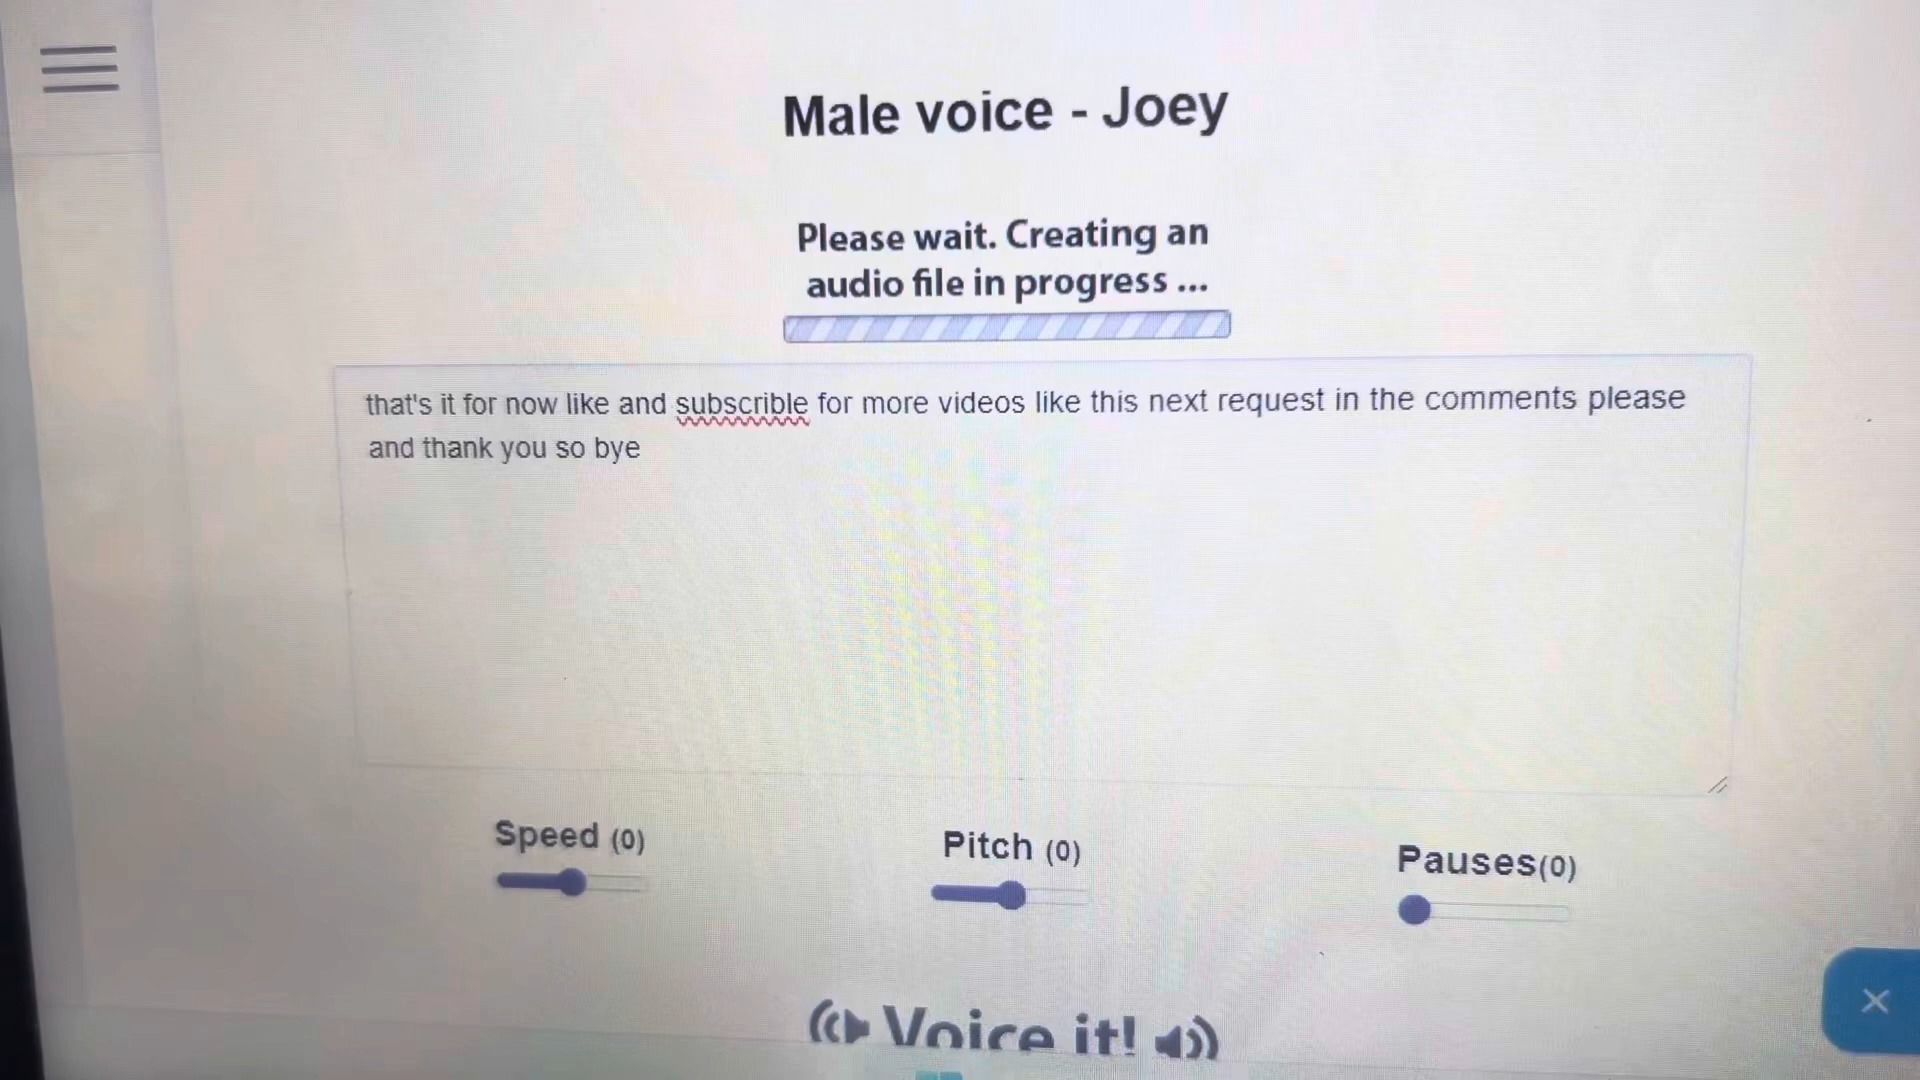 Male voice - Joey
Please wait. Creating an
audio file in progress ...
that's it for now like and subscrible for more videos like this next request in the comments please
and thank you so bye
Speed (0)
Pitch (0)
Pauses(0)
Voice it!